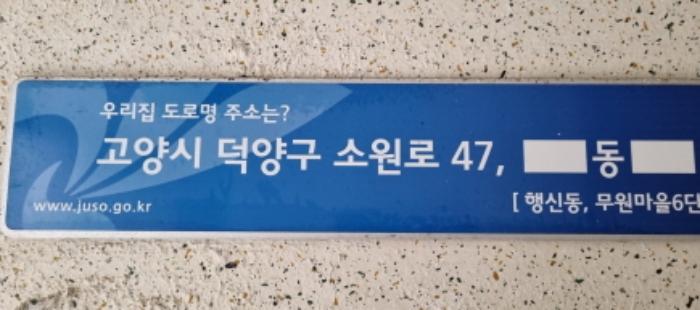 우리집 도로명 주소는?
고양시 덕양구 소원로 47, 동
www.juso.go.kr
[ 행신동, 무원마을6단